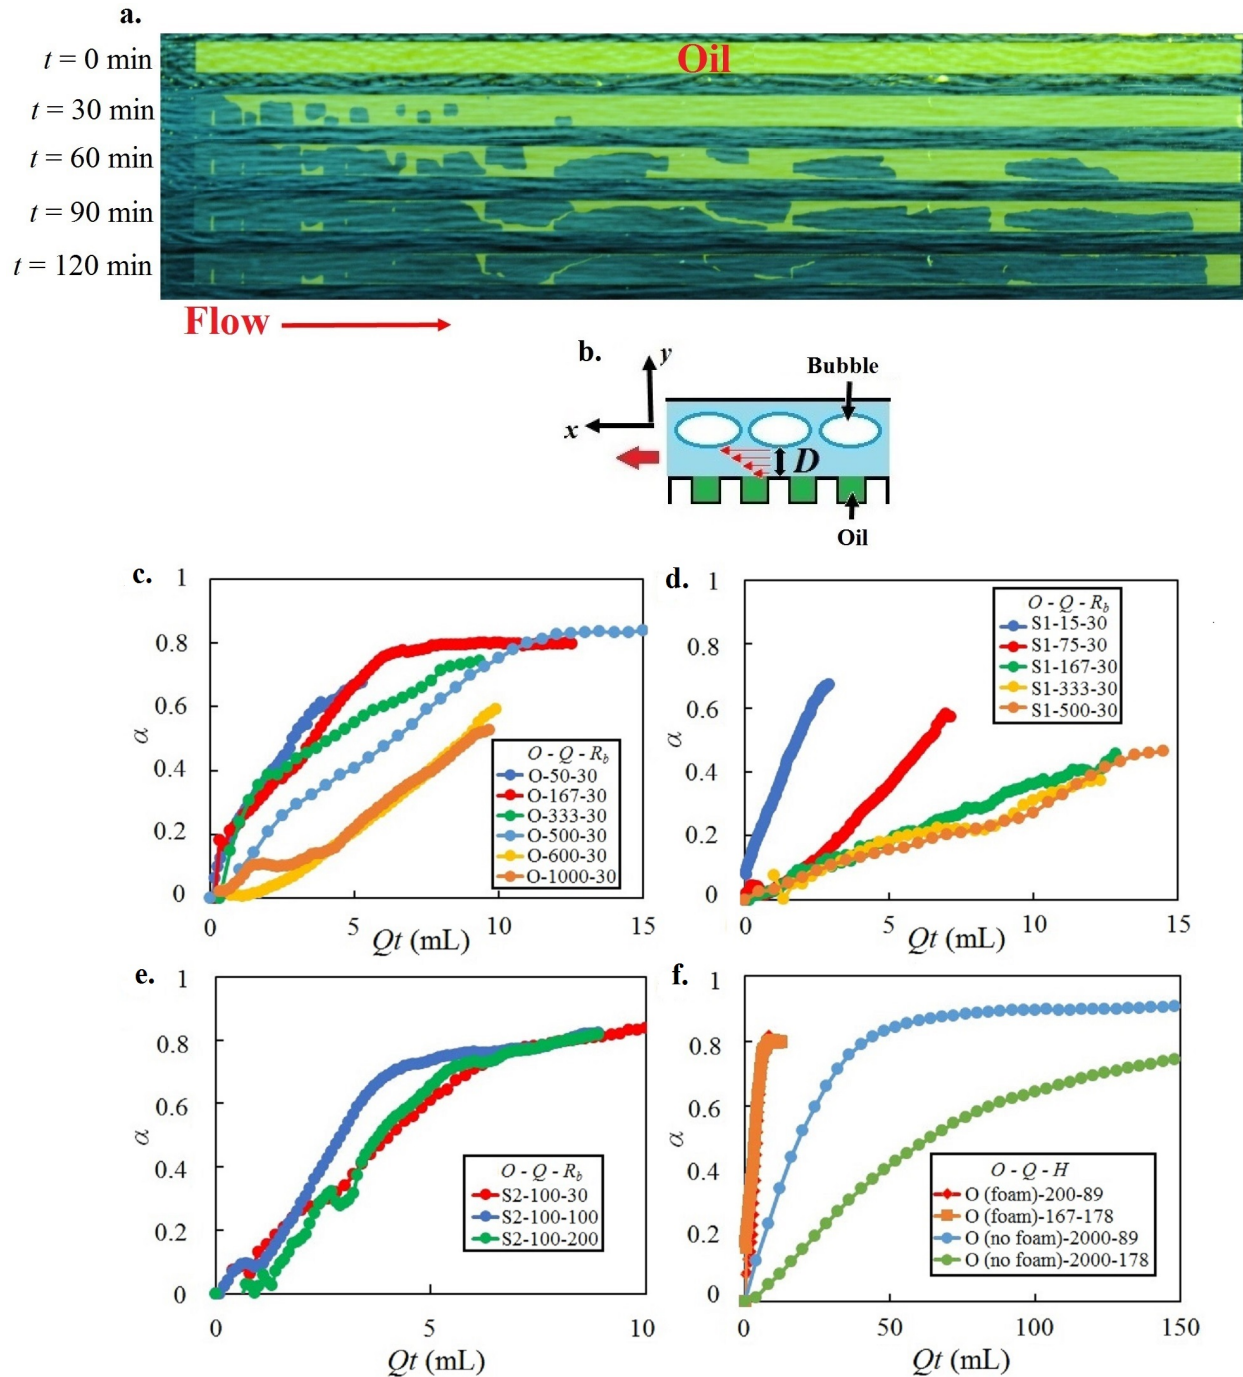 a.
t = 0 min
Oil
t = 30 min
t = 60 min
t = 90 min
t = 120 min
Flow
b.
y
Bubble
x
D
Oil
c.
1
0.8
0.6
0.4
0.2
0
α
0 5 10 15
Qt (mL)
O - Q - Rb
O-50-30
O-167-30
O-333-30
O-500-30
O-600-30
O-1000-30
d.
1
0.8
0.6
0.4
0.2
0
α
0 5 10 15
Qt (mL)
O - Q - Rb
S1-15-30
S1-75-30
S1-167-30
S1-333-30
S1-500-30
e.
1
0.8
0.6
0.4
0.2
0
α
0 5 10
Qt (mL)
O - Q - Rb
S2-100-30
S2-100-100
S2-100-200
f.
1
0.8
0.6
0.4
0.2
0
α
0 50 100 150
Qt (mL)
O - Q - H
O (foam)-200-89
O (foam)-167-178
O (no foam)-2000-89
O (no foam)-2000-178